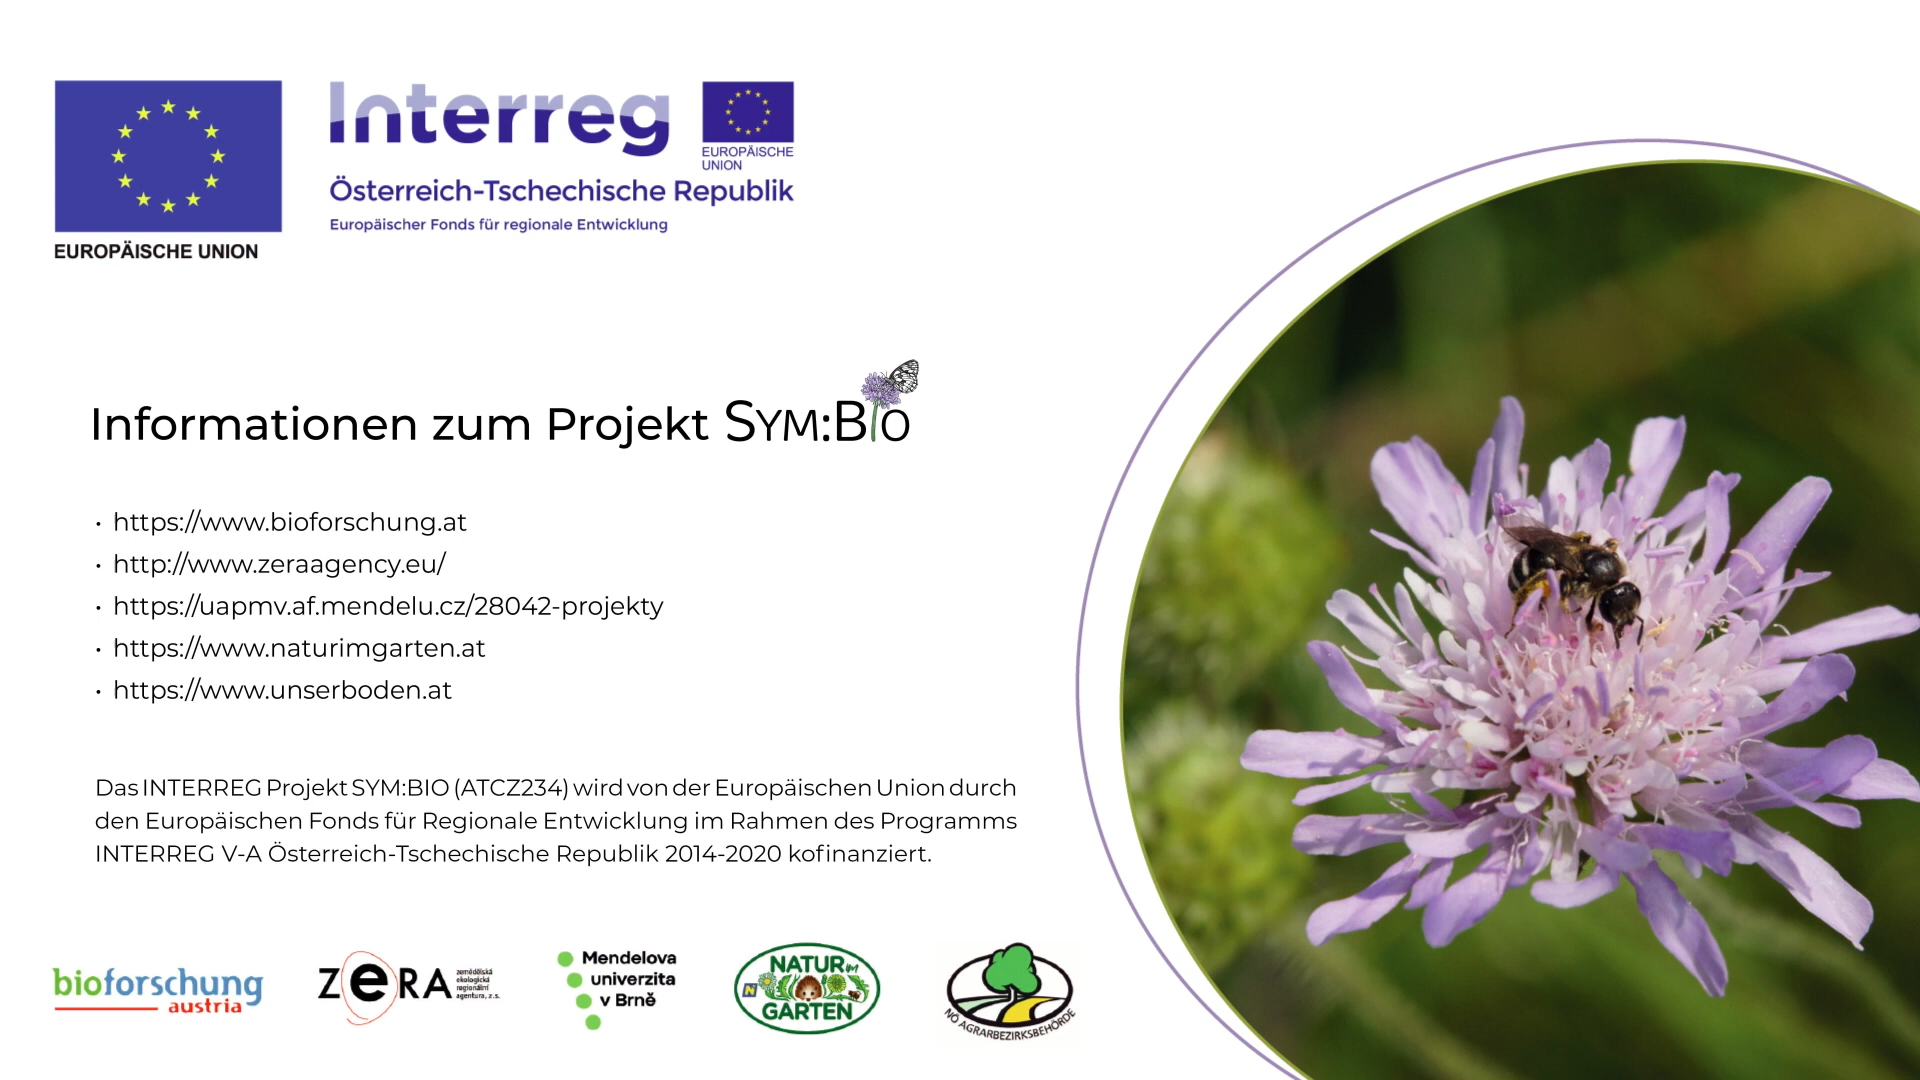 EUROPÄISCHE UNION
Interreg
EUROPÄISCHE
UNION
Österreich-Tschechische Republik
Europäischer Fonds für regionale Entwicklung
Informationen zum Projekt SYM:BIO
• https://www.bioforschung.at
• http://www.zeraagency.eu/
• https://uapmv.af.mendelu.cz/28042-projekty
• https://www.naturimgarten.at
• https://www.unserboden.at
Das INTERREG Projekt SYM:BIO (ATCZ234) wird von der Europäischen Union durch
den Europäischen Fonds für Regionale Entwicklung im Rahmen des Programms
INTERREG V-A Österreich-Tschechische Republik 2014-2020 kofinanziert.
bioforschung
austria
ZeRA
zemědělská
ekologická
regionální
agentura, z.s.
Mendelova
univerzita
v Brně
NATUR im
GARTEN
NÖ AGRARBEZIRKSBEHÖRDE